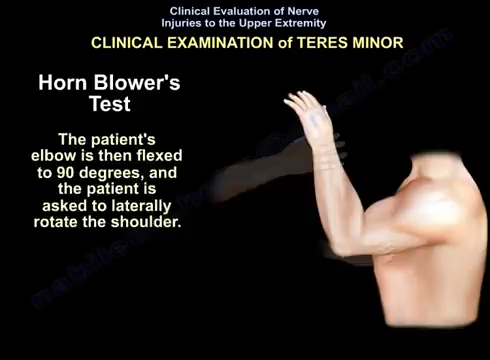 Clinical Evaluation of Nerve
Injuries to the Upper Extremity
CLINICAL EXAMINATION of TERES MINOR
Horn Blower's
Test
The patient's
elbow is then flexed
to 90 degrees, and
the patient is
asked to laterally
rotate the shoulder.